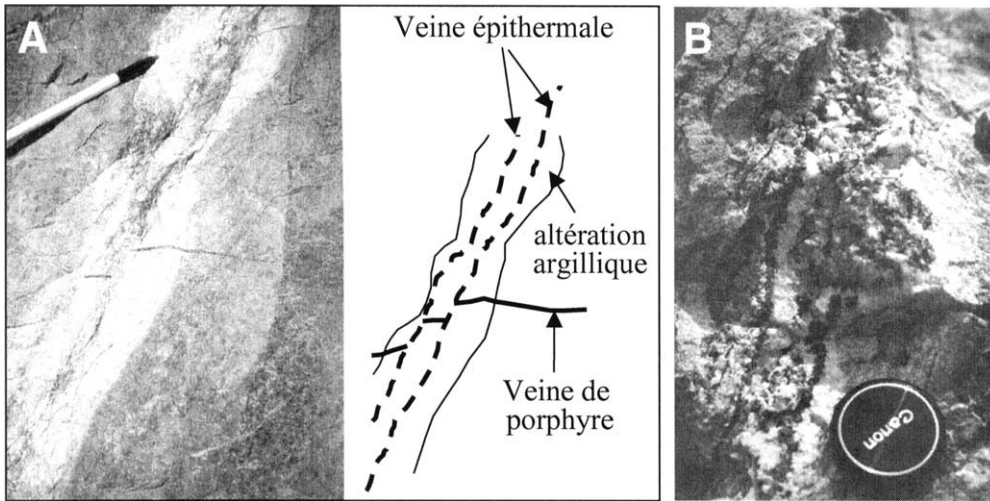 A
Veine épithermale
altération
argillique
Veine de
porphyre
B
Canon